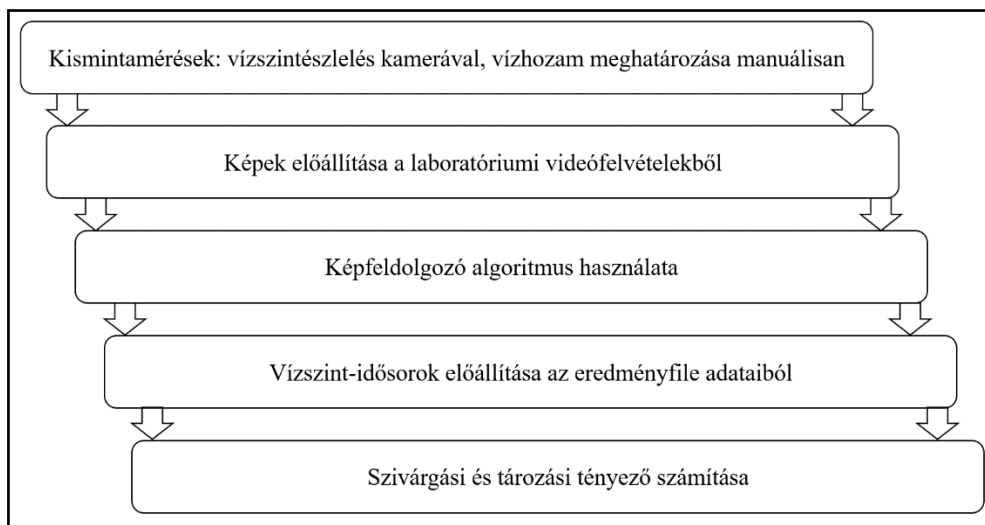 Kismintamérések: vízszintészlelés kamerával, vízhozam meghatározása manuálisan
Képek előállítása a laboratóriumi videófelvételekből
Képfeldolgozó algoritmus használata
Vízszint-idősorok előállítása az eredményfile adataiból
Szivárgási és tározási tényező számítása